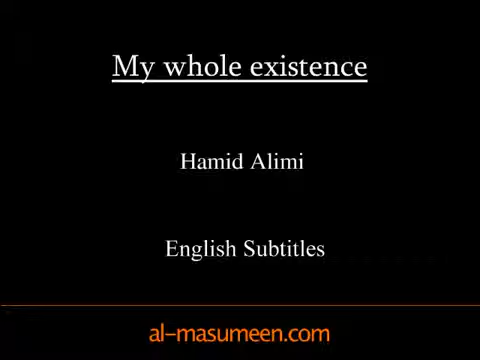 My whole existence
Hamid Alimi
English Subtitles
al-masumeen.com